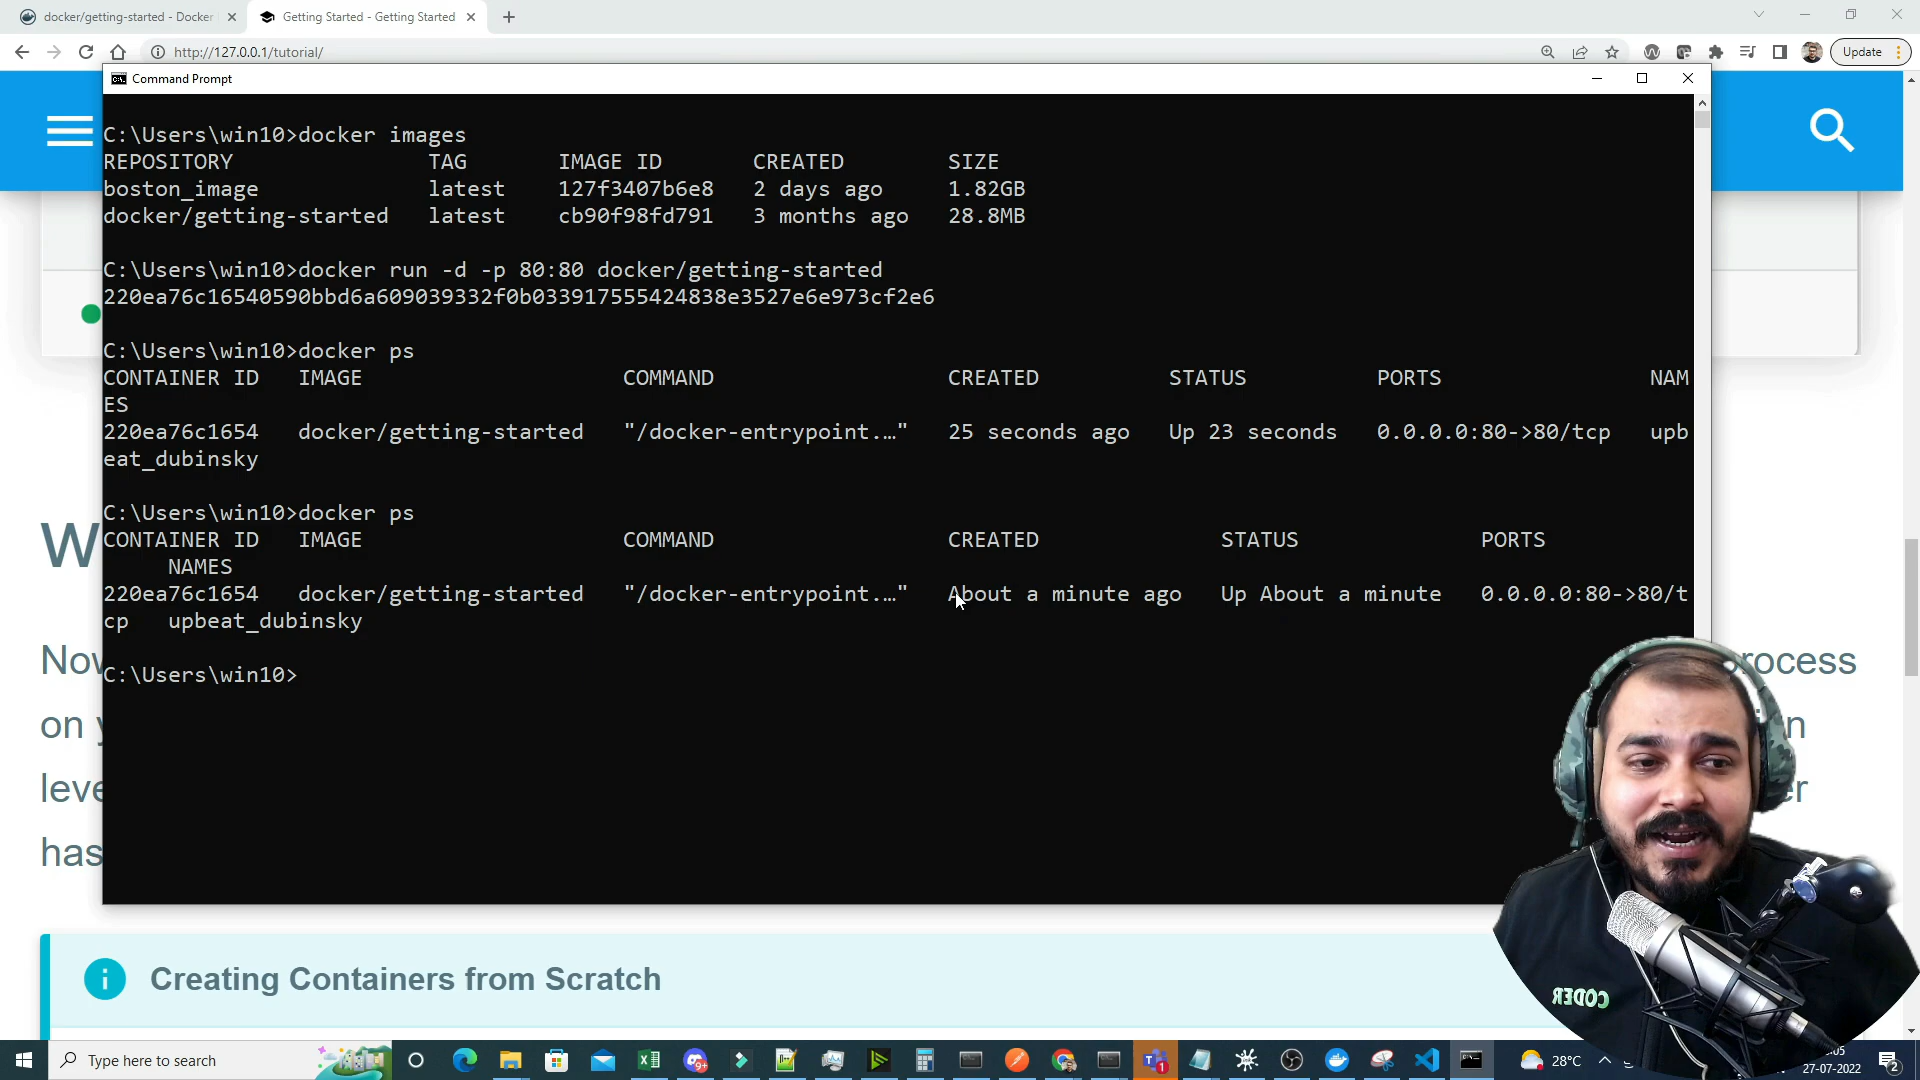 docker/getting-started - Docker
Getting Started - Getting Started
http://127.0.0.1/tutorial/
Update
Command Prompt
C:\Users\win10>docker images
REPOSITORY TAG IMAGE ID CREATED SIZE
boston_image latest 127f3407b6e8 2 days ago 1.82GB
docker/getting-started latest cb90f98fd791 3 months ago 28.8MB
C:\Users\win10>docker run -d -p 80:80 docker/getting-started
220ea76c16540590bbd6a609039332f0b033917555424838e3527e6e973cf2e6
C:\Users\win10>docker ps
CONTAINER ID IMAGE COMMAND CREATED STATUS PORTS NAM
ES
220ea76c1654 docker/getting-started "/docker-entrypoint.…" 25 seconds ago Up 23 seconds 0.0.0.0:80->80/tcp upb
eat_dubinsky
C:\Users\win10>docker ps
CONTAINER ID IMAGE COMMAND CREATED STATUS PORTS
NAMES
220ea76c1654 docker/getting-started "/docker-entrypoint.…" About a minute ago Up About a minute 0.0.0.0:80->80/t
cp upbeat_dubinsky
C:\Users\win10>
on
leve
has
Creating Containers from Scratch
CODER
Type here to search
28°C
27-07-2022
2